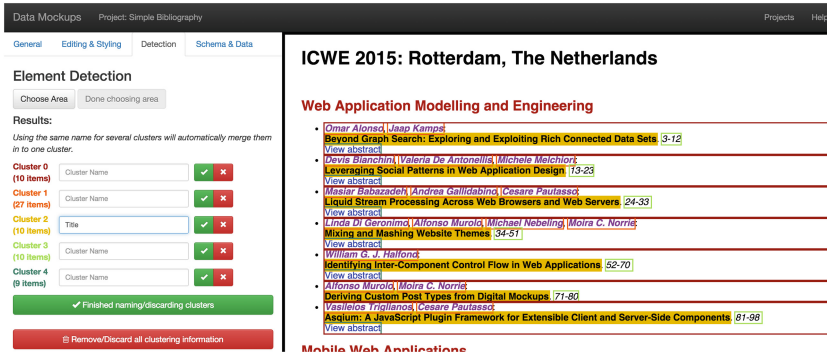 Data Mockups Project: Simple Bibliography Projects Help
General Editing & Styling Detection Schema & Data
Element Detection
Choose Area Done choosing area
Results:
Using the same name for several clusters will automatically merge them
in to one cluster.
Cluster 0
(10 items)
Cluster Name
Cluster 1
(27 items)
Cluster Name
Cluster 2
(10 items)
Title
Cluster 3
(10 items)
Cluster Name
Cluster 4
(9 items)
Cluster Name
Finished naming/discarding clusters
Remove/Discard all clustering information
ICWE 2015: Rotterdam, The Netherlands
Web Application Modelling and Engineering
Omar Alonso, Jaap Kamps:
Beyond Graph Search: Exploring and Exploiting Rich Connected Data Sets. 3-12
View abstract
Devis Bianchini, Valeria De Antonellis, Michele Melchiori:
Leveraging Social Patterns in Web Application Design. 13-23
View abstract
Masiar Babazadeh, Andrea Gallidabino, Cesare Pautasso:
Liquid Stream Processing Across Web Browsers and Web Servers. 24-33
View abstract
Linda Di Geronimo, Alfonso Murolo, Michael Nebeling, Moira C. Norrie:
Mixing and Mashing Website Themes. 34-51
View abstract
William G. J. Halfond:
Identifying Inter-Component Control Flow in Web Applications. 52-70
View abstract
Alfonso Murolo, Moira C. Norrie:
Deriving Custom Post Types from Digital Mockups. 71-80
Vasileios Triglianos, Cesare Pautasso:
Asqium: A JavaScript Plugin Framework for Extensible Client and Server-Side Components. 81-98
View abstract
Mobile Web Applications